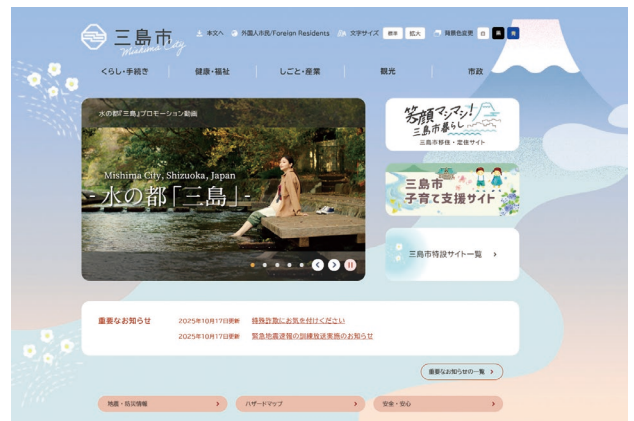 三島市
Mishima City
本文へ
外国人市民/Foreign Residents
文字サイズ 標準 拡大
背景色変更 白 黒 青
くらし・手続き
健康・福祉
しごと・産業
観光
市政
水の都『三島』プロモーション動画
Mishima City, Shizuoka, Japan
- 水の都「三島」-
笑顔マシマシ!
三島市暮らし
三島市移住・定住サイト
三島市
子育て支援サイト
三島市特設サイト一覧
重要なお知らせ
2025年10月17日更新 特殊詐欺にお気を付けください
2025年10月17日更新 緊急地震速報の訓練放送実施のお知らせ
重要なお知らせの一覧
地震・防災情報
ハザードマップ
安全・安心